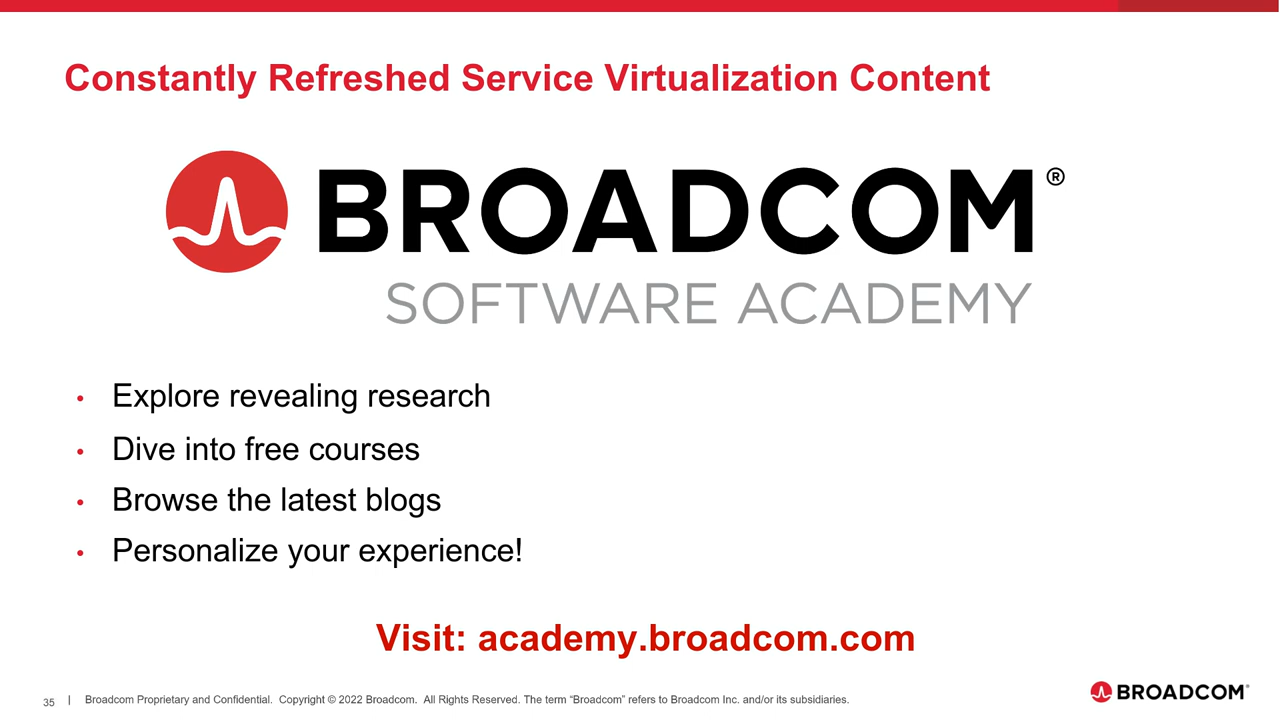 Constantly Refreshed Service Virtualization Content
BROADCOM®
SOFTWARE ACADEMY
• Explore revealing research
• Dive into free courses
• Browse the latest blogs
• Personalize your experience!
Visit: academy.broadcom.com
35 | Broadcom Proprietary and Confidential. Copyright © 2022 Broadcom. All Rights Reserved. The term “Broadcom” refers to Broadcom Inc. and/or its subsidiaries.
BROADCOM®